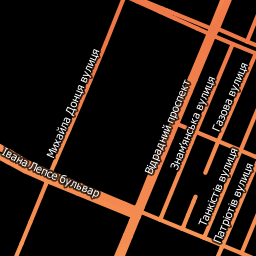 Михайла Донця вулиця
Відрадний проспект
Знам'янська вулиця
Газова вулиця
Івана Лепсе бульвар
Танкістів вулиця
Патріотів вулиця